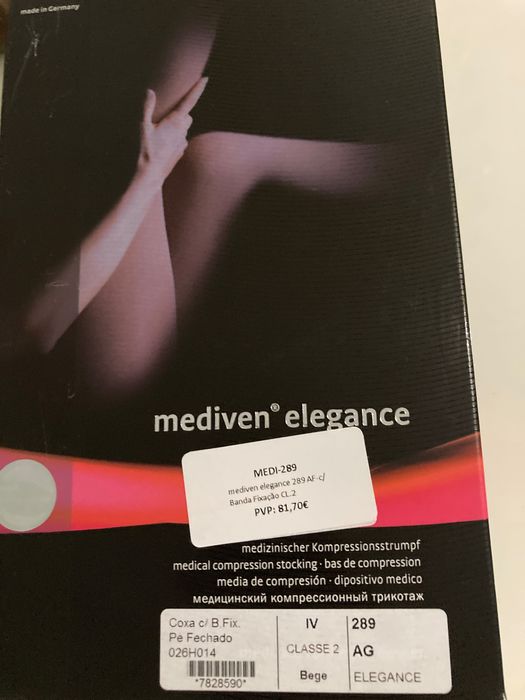 made in Germany
mediven® elegance
MEDI-289
mediven elegance 289 AF-c/
Banda Fixação CL.2
PVP: 81,70€
medizinischer Kompressionsstrumpf
medical compression stocking · bas de compression
media de compresión · dipositivo medico
медицинский компрессионный трикотаж
Coxa c/ B.Fix. IV 289
Pe Fechado CLASSE 2 AG
026H014 Bege ELEGANCE
*7828590*